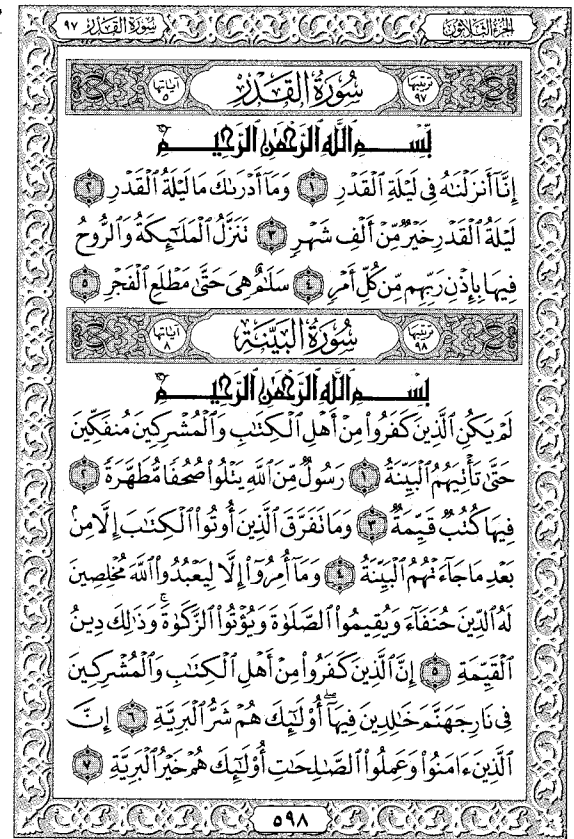 سورة القدر ٩٧
الجزء الثلاثون
ترتيبها ٩٧
سُورَةُ القَدْرِ
آياتها ٥
بِسْمِ ٱللَّهِ ٱلرَّحْمَٰنِ ٱلرَّحِيمِ
إِنَّآ أَنزَلْنَٰهُ فِى لَيْلَةِ ٱلْقَدْرِ ١ وَمَآ أَدْرَىٰكَ مَا لَيْلَةُ ٱلْقَدْرِ ٢
لَيْلَةُ ٱلْقَدْرِ خَيْرٌ مِّنْ أَلْفِ شَهْرٍ ٣ تَنَزَّلُ ٱلْمَلَٰٓئِكَةُ وَٱلرُّوحُ
فِيهَا بِإِذْنِ رَبِّهِم مِّن كُلِّ أَمْرٍ ٤ سَلَٰمٌ هِىَ حَتَّىٰ مَطْلَعِ ٱلْفَجْرِ ٥
ترتيبها ٩٨
سُورَةُ البَيِّنَةِ
آياتها ٨
بِسْمِ ٱللَّهِ ٱلرَّحْمَٰنِ ٱلرَّحِيمِ
لَمْ يَكُنِ ٱلَّذِينَ كَفَرُوا۟ مِنْ أَهْلِ ٱلْكِتَٰبِ وَٱلْمُشْرِكِينَ مُنفَكِّينَ
حَتَّىٰ تَأْتِيَهُمُ ٱلْبَيِّنَةُ ١ رَسُولٌ مِّنَ ٱللَّهِ يَتْلُوا۟ صُحُفًا مُّطَهَّرَةً ٢
فِيهَا كُتُبٌ قَيِّمَةٌ ٣ وَمَا تَفَرَّقَ ٱلَّذِينَ أُوتُوا۟ ٱلْكِتَٰبَ إِلَّا مِنۢ
بَعْدِ مَا جَآءَتْهُمُ ٱلْبَيِّنَةُ ٤ وَمَآ أُمِرُوٓا۟ إِلَّا لِيَعْبُدُوا۟ ٱللَّهَ مُخْلِصِينَ
لَهُ ٱلدِّينَ حُنَفَآءَ وَيُقِيمُوا۟ ٱلصَّلَوٰةَ وَيُؤْتُوا۟ ٱلزَّكَوٰةَ ۚ وَذَٰلِكَ دِينُ
ٱلْقَيِّمَةِ ٥ إِنَّ ٱلَّذِينَ كَفَرُوا۟ مِنْ أَهْلِ ٱلْكِتَٰبِ وَٱلْمُشْرِكِينَ
فِى نَارِ جَهَنَّمَ خَٰلِدِينَ فِيهَآ ۚ أُو۟لَٰٓئِكَ هُمْ شَرُّ ٱلْبَرِيَّةِ ٦ إِنَّ
ٱلَّذِينَ ءَامَنُوا۟ وَعَمِلُوا۟ ٱلصَّٰلِحَٰتِ أُو۟لَٰٓئِكَ هُمْ خَيْرُ ٱلْبَرِيَّةِ ٧
٥٩٨